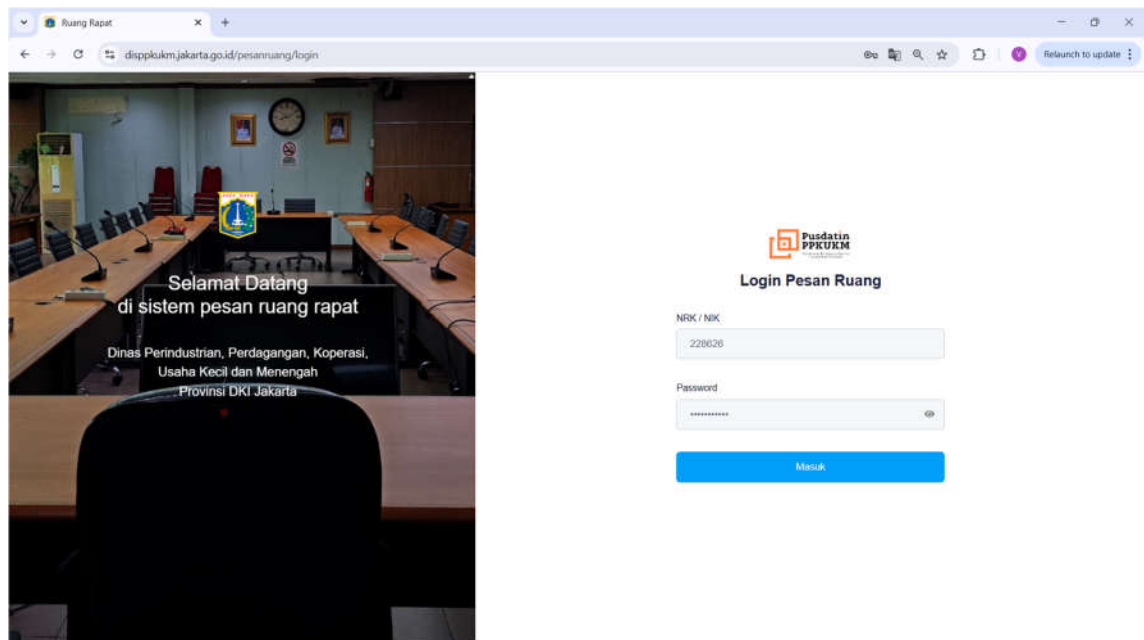 Ruang Rapat
disppkukm.jakarta.go.id/pesanruang/login
Relaunch to update
Selamat Datang
di sistem pesan ruang rapat
Dinas Perindustrian, Perdagangan, Koperasi,
Usaha Kecil dan Menengah
Provinsi DKI Jakarta
Pusdatin
PPKUKM
Login Pesan Ruang
NRK / NIK
228626
Password
Masuk